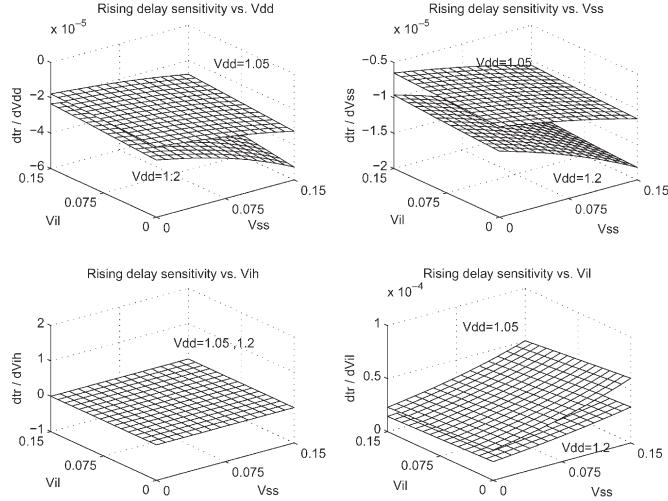 Rising delay sensitivity vs. Vdd
x 10⁻⁵
0
−2
−4
−6
dtr / dVdd
Vdd=1.05
Vdd=1.2
0.15
0.075
0
Vil
0
0.075
0.15
Vss
Rising delay sensitivity vs. Vss
x 10⁻⁵
−0.5
−1
−1.5
−2
dtr / dVss
Vdd=1.05
Vdd=1.2
0.15
0.075
0
Vil
0
0.075
0.15
Vss
Rising delay sensitivity vs. Vih
2
1
0
−1
dtr / dVih
Vdd=1.05 ,1.2
0.15
0.075
0
Vil
0
0.075
0.15
Vss
Rising delay sensitivity vs. Vil
x 10⁻⁴
1
0.5
0
dtr / dVil
Vdd=1.05
Vdd=1.2
0.15
0.075
0
Vil
0
0.075
0.15
Vss